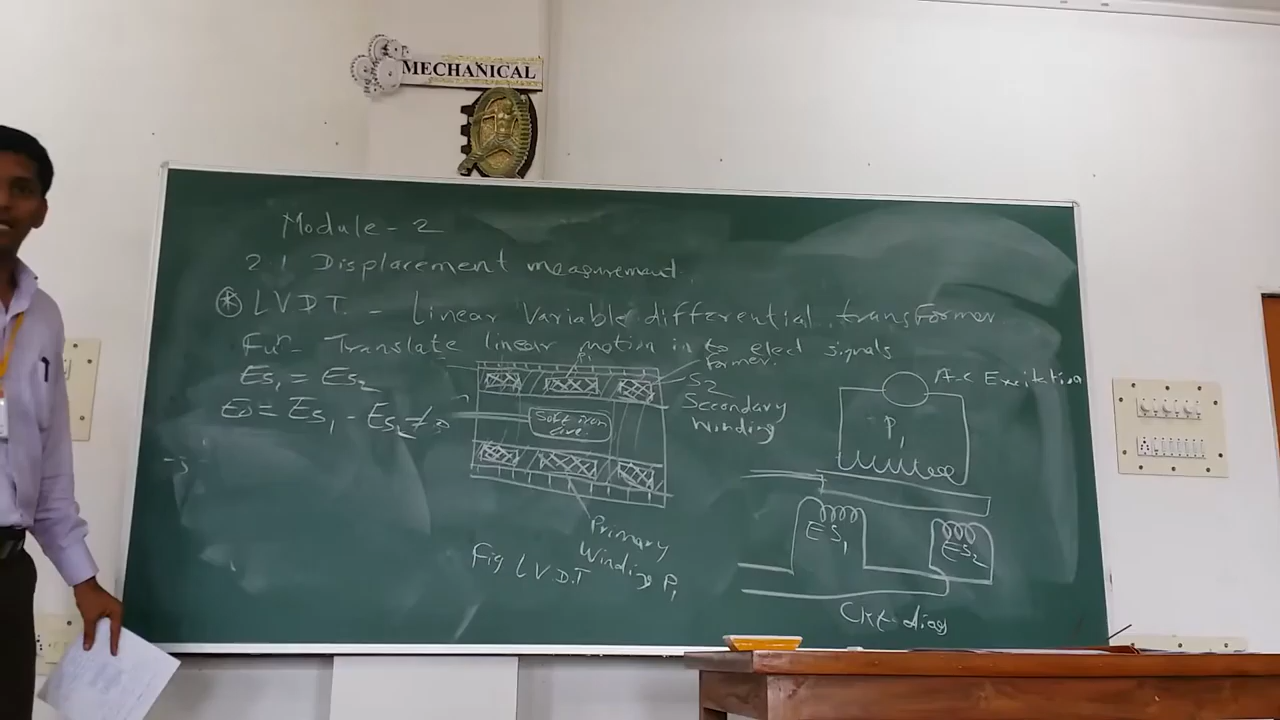 MECHANICAL
Module - 2
2.1 Displacement measurement
* LVDT. - Linear Variable differential transformer
Fuⁿ - Translate linear motion in to elect signals
Es₁ = Es₂
Eo = Es₁ - Es₂ ≠ 0
P₁
former.
S₂
Secondary
Winding
Soft iron
core
Primary
Winding P₁
Fig LVDT
A-C Excitation
P₁
ES₁
ES₂
Ckt-diag